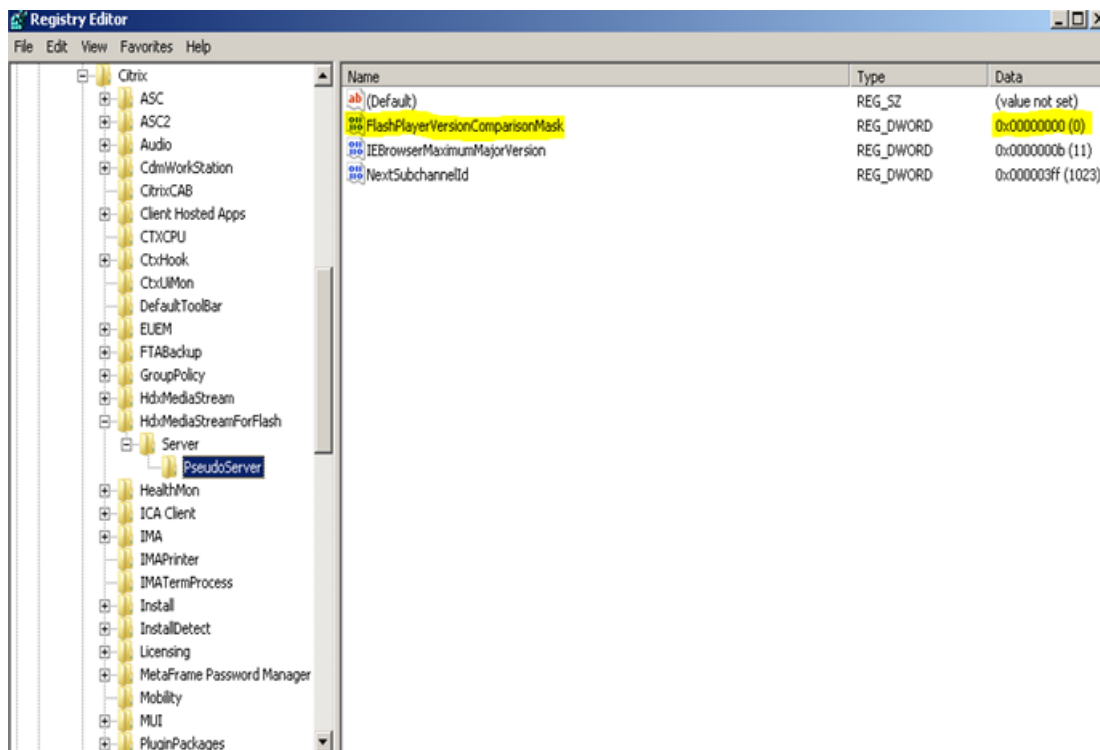 Registry Editor
File Edit View Favorites Help
Citrix
ASC
ASC2
Audio
CdmWorkStation
CitrixCAB
Client Hosted Apps
CTXCPU
CtxHook
CtxUiMon
DefaultToolBar
EUEM
FTABackup
GroupPolicy
HdxMediaStream
HdxMediaStreamForFlash
Server
PseudoServer
HealthMon
ICA Client
IMA
IMAPrinter
IMATermProcess
Install
InstallDetect
Licensing
MetaFrame Password Manager
Mobility
MUI
PluginPackages
Name Type Data
(Default) REG_SZ (value not set)
FlashPlayerVersionComparisonMask REG_DWORD 0x00000000 (0)
IEBrowserMaximumMajorVersion REG_DWORD 0x0000000b (11)
NextSubchannelId REG_DWORD 0x000003ff (1023)